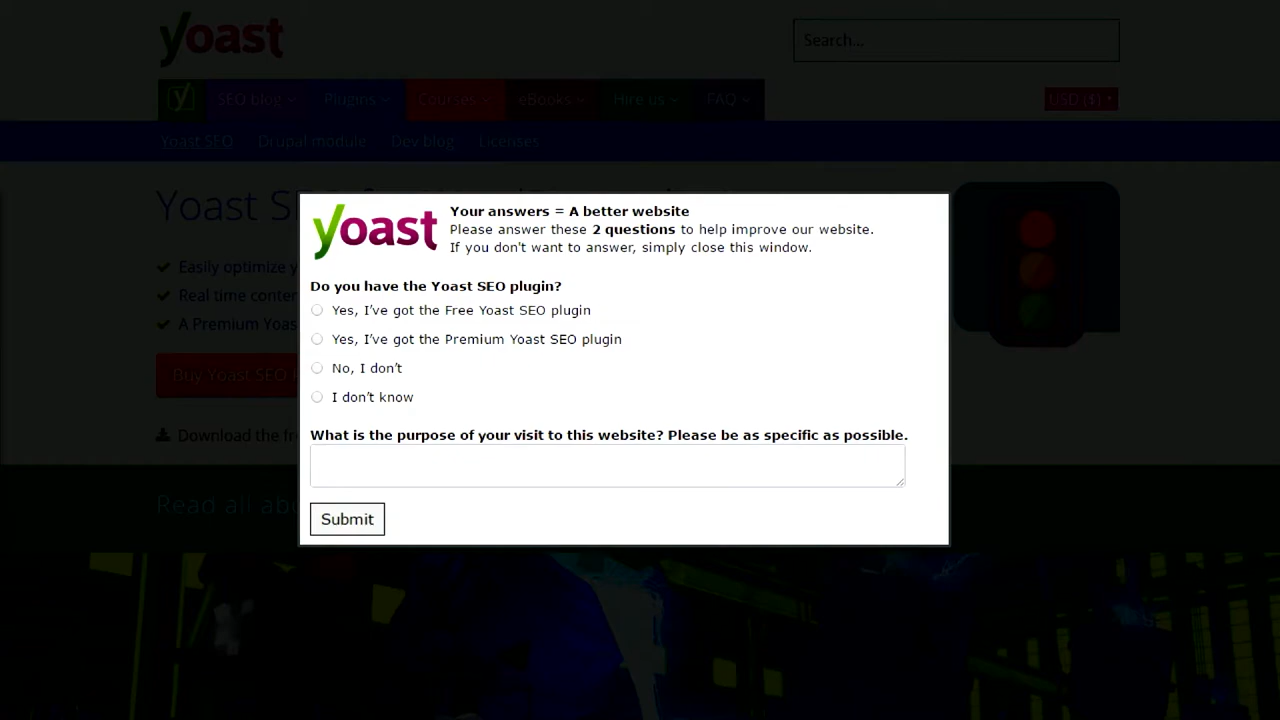 yoast
Search...
SEO blog
Plugins
Courses
eBooks
Hire us
FAQ
USD ($)
Yoast SEO
Drupal module
Dev blog
Licenses
Yoast
Easily optimize
Real time
A Premium
Buy Yoast SEO
Download the
Read all
yoast
Your answers = A better website
Please answer these 2 questions to help improve our website.
If you don't want to answer, simply close this window.
Do you have the Yoast SEO plugin?
Yes, I’ve got the Free Yoast SEO plugin
Yes, I’ve got the Premium Yoast SEO plugin
No, I don’t
I don’t know
What is the purpose of your visit to this website? Please be as specific as possible.
Submit